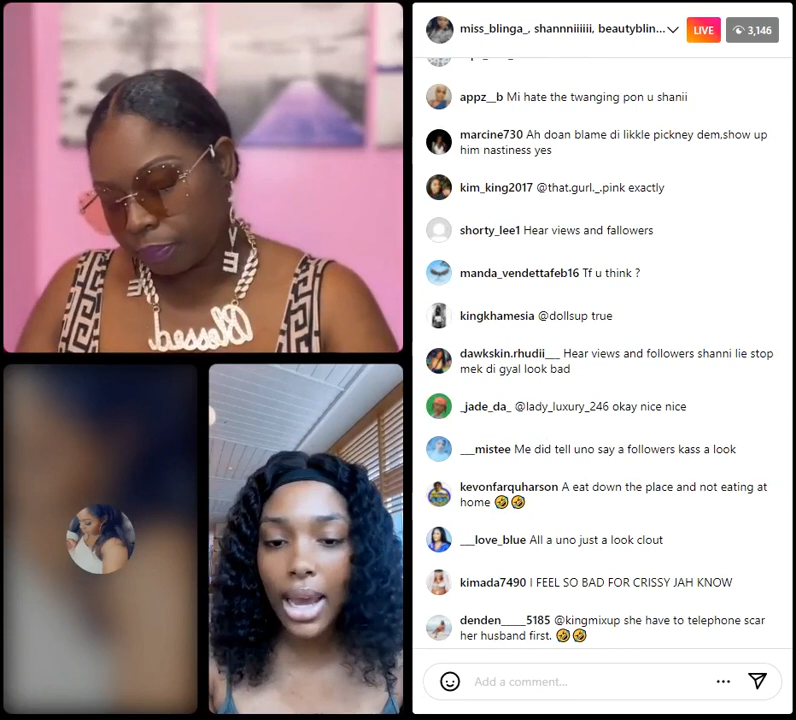 Blessed
E
E
miss_blinga_, shannniiiiii, beautyblin...
LIVE
3,146
appz__b Mi hate the twanging pon u shanii
marcine730 Ah doan blame di likkle pickney dem.show up
him nastiness yes
kim_king2017 @that.gurl._.pink exactly
shorty_lee1 Hear views and fallowers
manda_vendettafeb16 Tf u think ?
kingkhamesia @dollsup true
dawkskin.rhudii___ Hear views and followers shanni lie stop
mek di gyal look bad
_jade_da_ @lady_luxury_246 okay nice nice
___mistee Me did tell uno say a followers kass a look
kevonfarquharson A eat down the place and not eating at
home 🤣🤣
___love_blue All a uno just a look clout
kimada7490 I FEEL SO BAD FOR CRISSY JAH KNOW
denden_____5185 @kingmixup she have to telephone scar
her husband first. 🤣🤣
Add a comment...